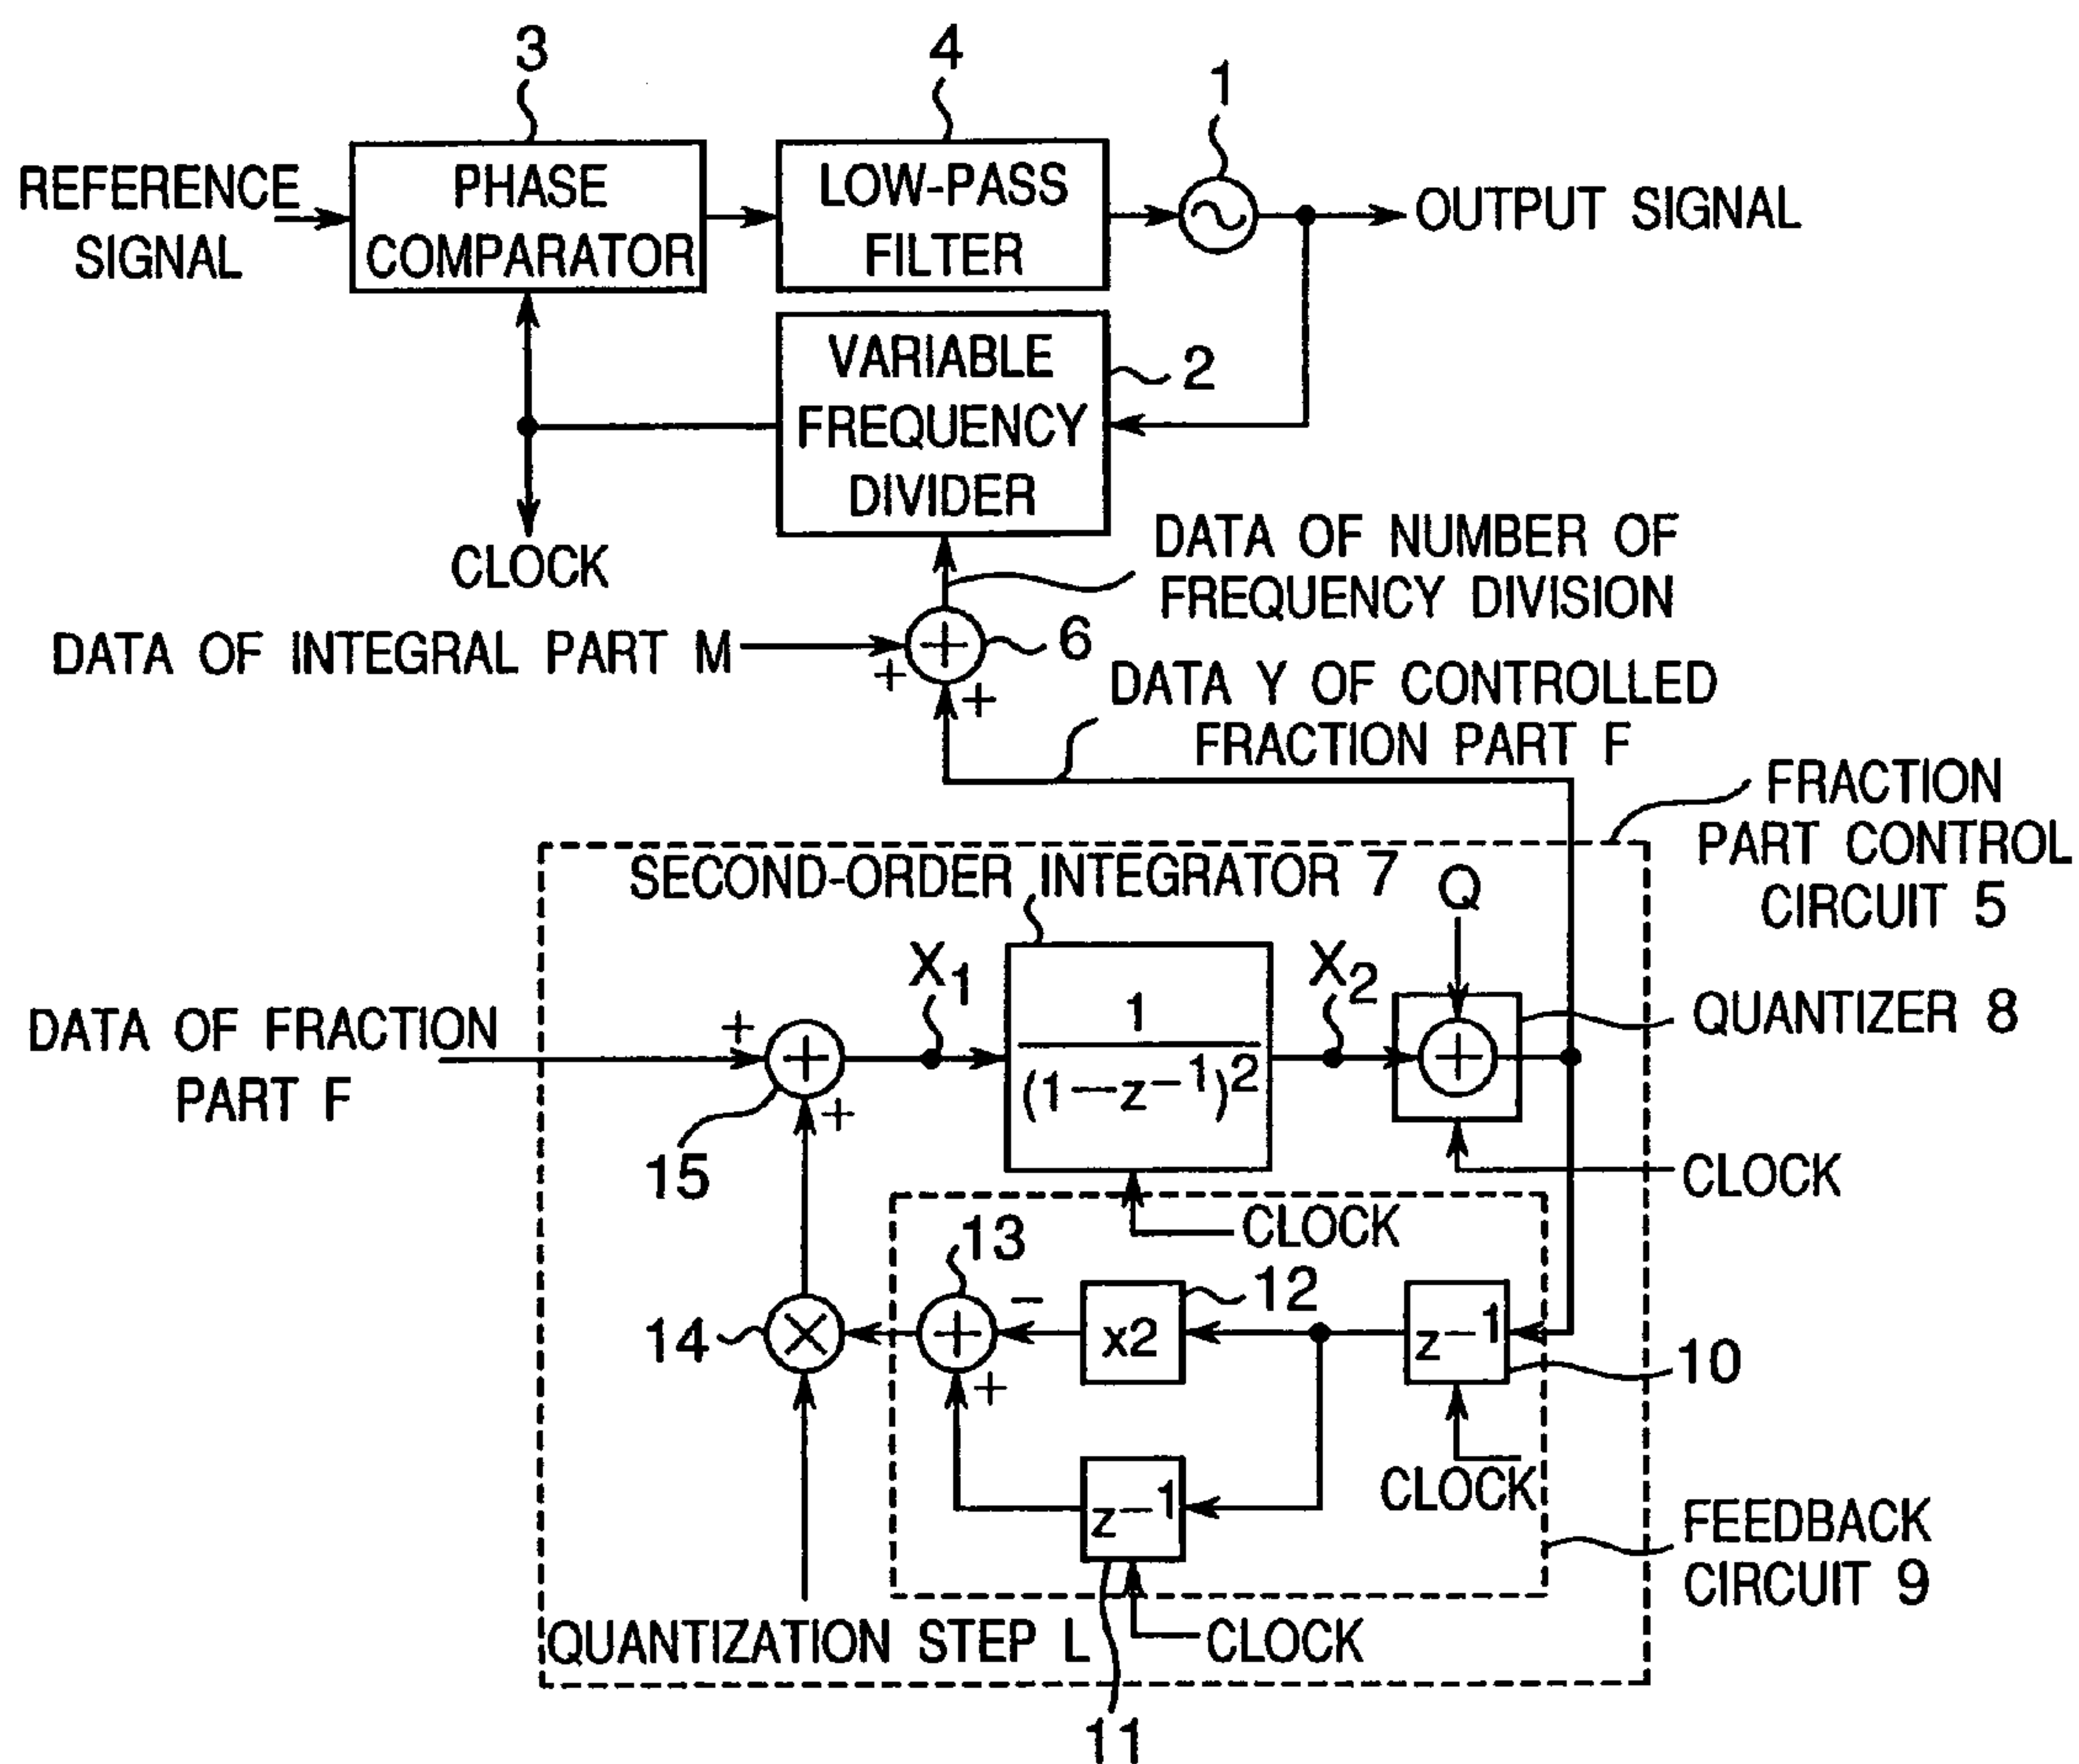 3
4
1
REFERENCE
SIGNAL
PHASE
COMPARATOR
LOW-PASS
FILTER
OUTPUT SIGNAL
VARIABLE
FREQUENCY
DIVIDER
2
CLOCK
DATA OF NUMBER OF
FREQUENCY DIVISION
DATA OF INTEGRAL PART M
+
+
6
+
DATA Y OF CONTROLLED
FRACTION PART F
FRACTION
PART CONTROL
CIRCUIT 5
SECOND-ORDER INTEGRATOR 7
Q
X1
X2
DATA OF FRACTION
PART F
+
+
+
15
1
(1−z−1)2
+
QUANTIZER 8
CLOCK
CLOCK
13
−
+
+
12
x2
z−1
10
14
×
CLOCK
z−1
FEEDBACK
CIRCUIT 9
QUANTIZATION STEP L
CLOCK
11